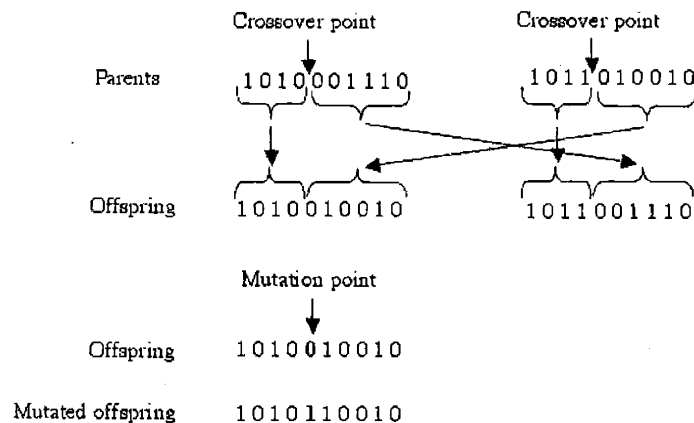 Crossover point Crossover point
Parents 1010001110 1011010010
Offspring 1010010010 1011001110
Mutation point
Offspring 1010010010
Mutated offspring 1010110010